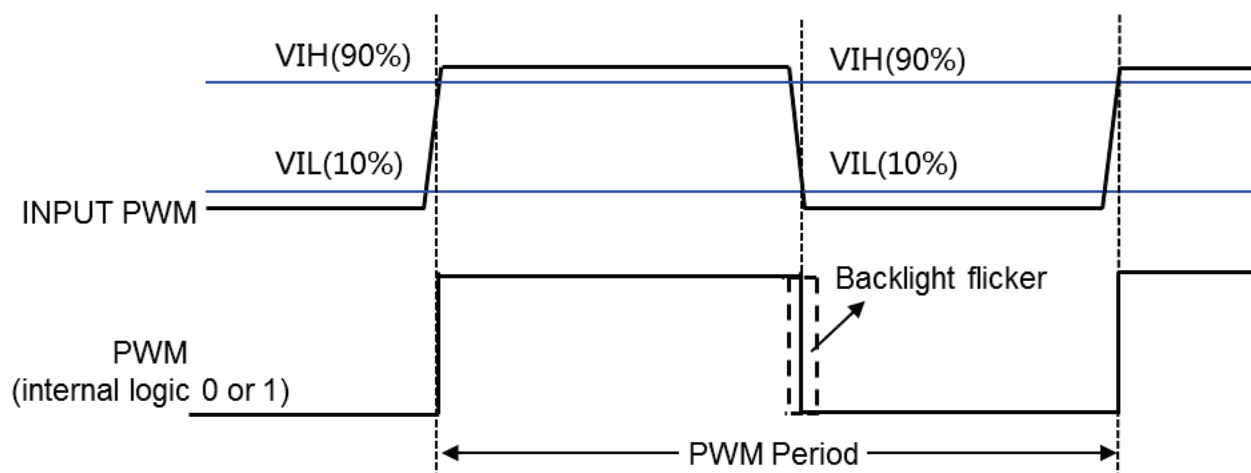 VIH(90%)
VIH(90%)
VIL(10%)
VIL(10%)
INPUT PWM
Backlight flicker
PWM
(internal logic 0 or 1)
PWM Period